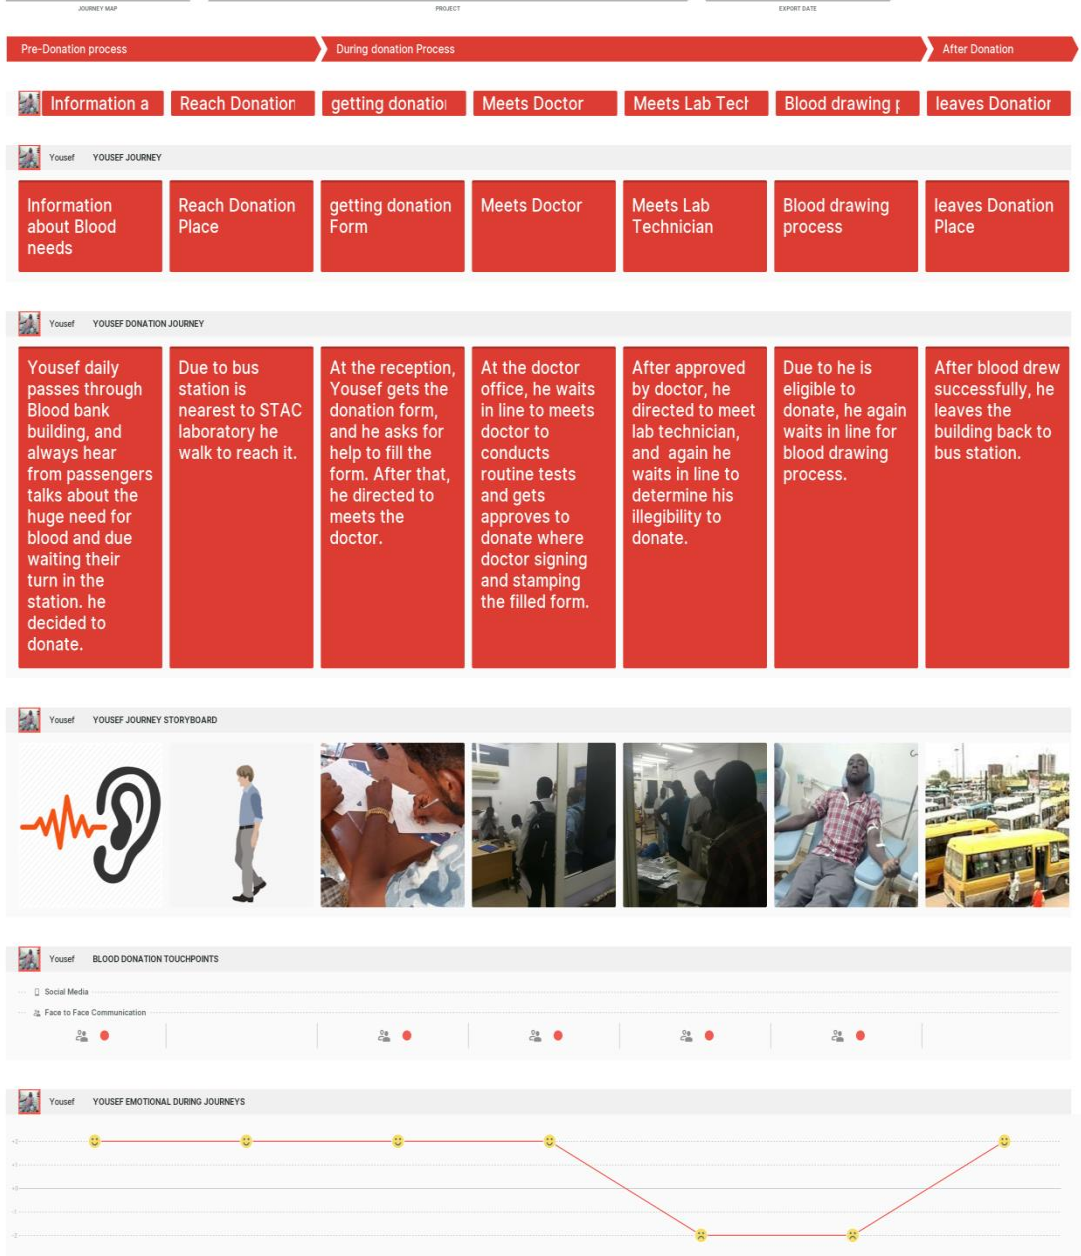 JOURNEY MAP
PROJECT
EXPORT DATE
Pre-Donation process
During donation Process
After Donation
Information a
Reach Donation
getting donatio
Meets Doctor
Meets Lab Tech
Blood drawing p
leaves Donation
Yousef YOUSEF JOURNEY
Information
about Blood
needs
Reach Donation
Place
getting donation
Form
Meets Doctor
Meets Lab
Technician
Blood drawing
process
leaves Donation
Place
Yousef YOUSEF DONATION JOURNEY
Yousef daily
passes through
Blood bank
building, and
always hear
from passengers
talks about the
huge need for
blood and due
waiting their
turn in the
station. he
decided to
donate.
Due to bus
station is
nearest to STAC
laboratory he
walk to reach it.
At the reception,
Yousef gets the
donation form,
and he asks for
help to fill the
form. After that,
he directed to
meets the
doctor.
At the doctor
office, he waits
in line to meets
doctor to
conducts
routine tests
and gets
approves to
donate where
doctor signing
and stamping
the filled form.
After approved
by doctor, he
directed to meet
lab technician,
and again he
waits in line to
determine his
illegibility to
donate.
Due to he is
eligible to
donate, he again
waits in line for
blood drawing
process.
After blood drew
successfully, he
leaves the
building back to
bus station.
Yousef YOUSEF JOURNEY STORYBOARD
Yousef BLOOD DONATION TOUCHPOINTS
Social Media
Face to Face Communication
Yousef YOUSEF EMOTIONAL DURING JOURNEYS
+2
+1
+0
-1
-2